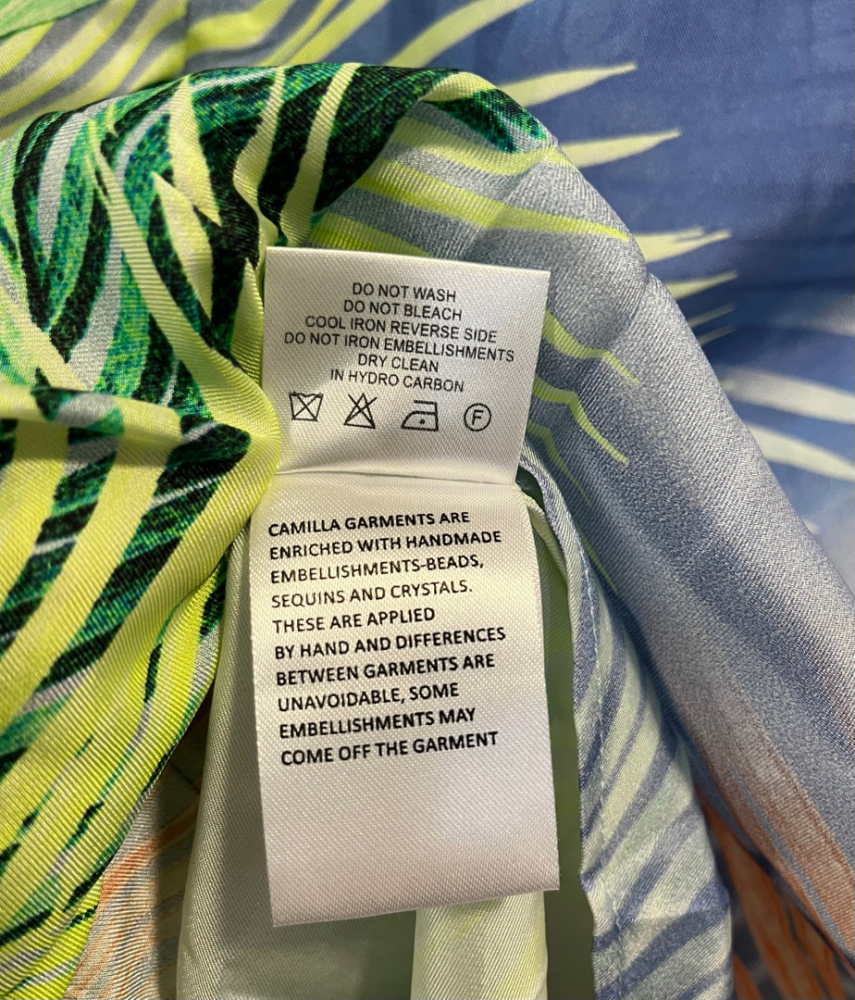 DO NOT WASH
DO NOT BLEACH
COOL IRON REVERSE SIDE
DO NOT IRON EMBELLISHMENTS
DRY CLEAN
IN HYDRO CARBON
F
CAMILLA GARMENTS ARE
ENRICHED WITH HANDMADE
EMBELLISHMENTS-BEADS,
SEQUINS AND CRYSTALS.
THESE ARE APPLIED
BY HAND AND DIFFERENCES
BETWEEN GARMENTS ARE
UNAVOIDABLE, SOME
EMBELLISHMENTS MAY
COME OFF THE GARMENT